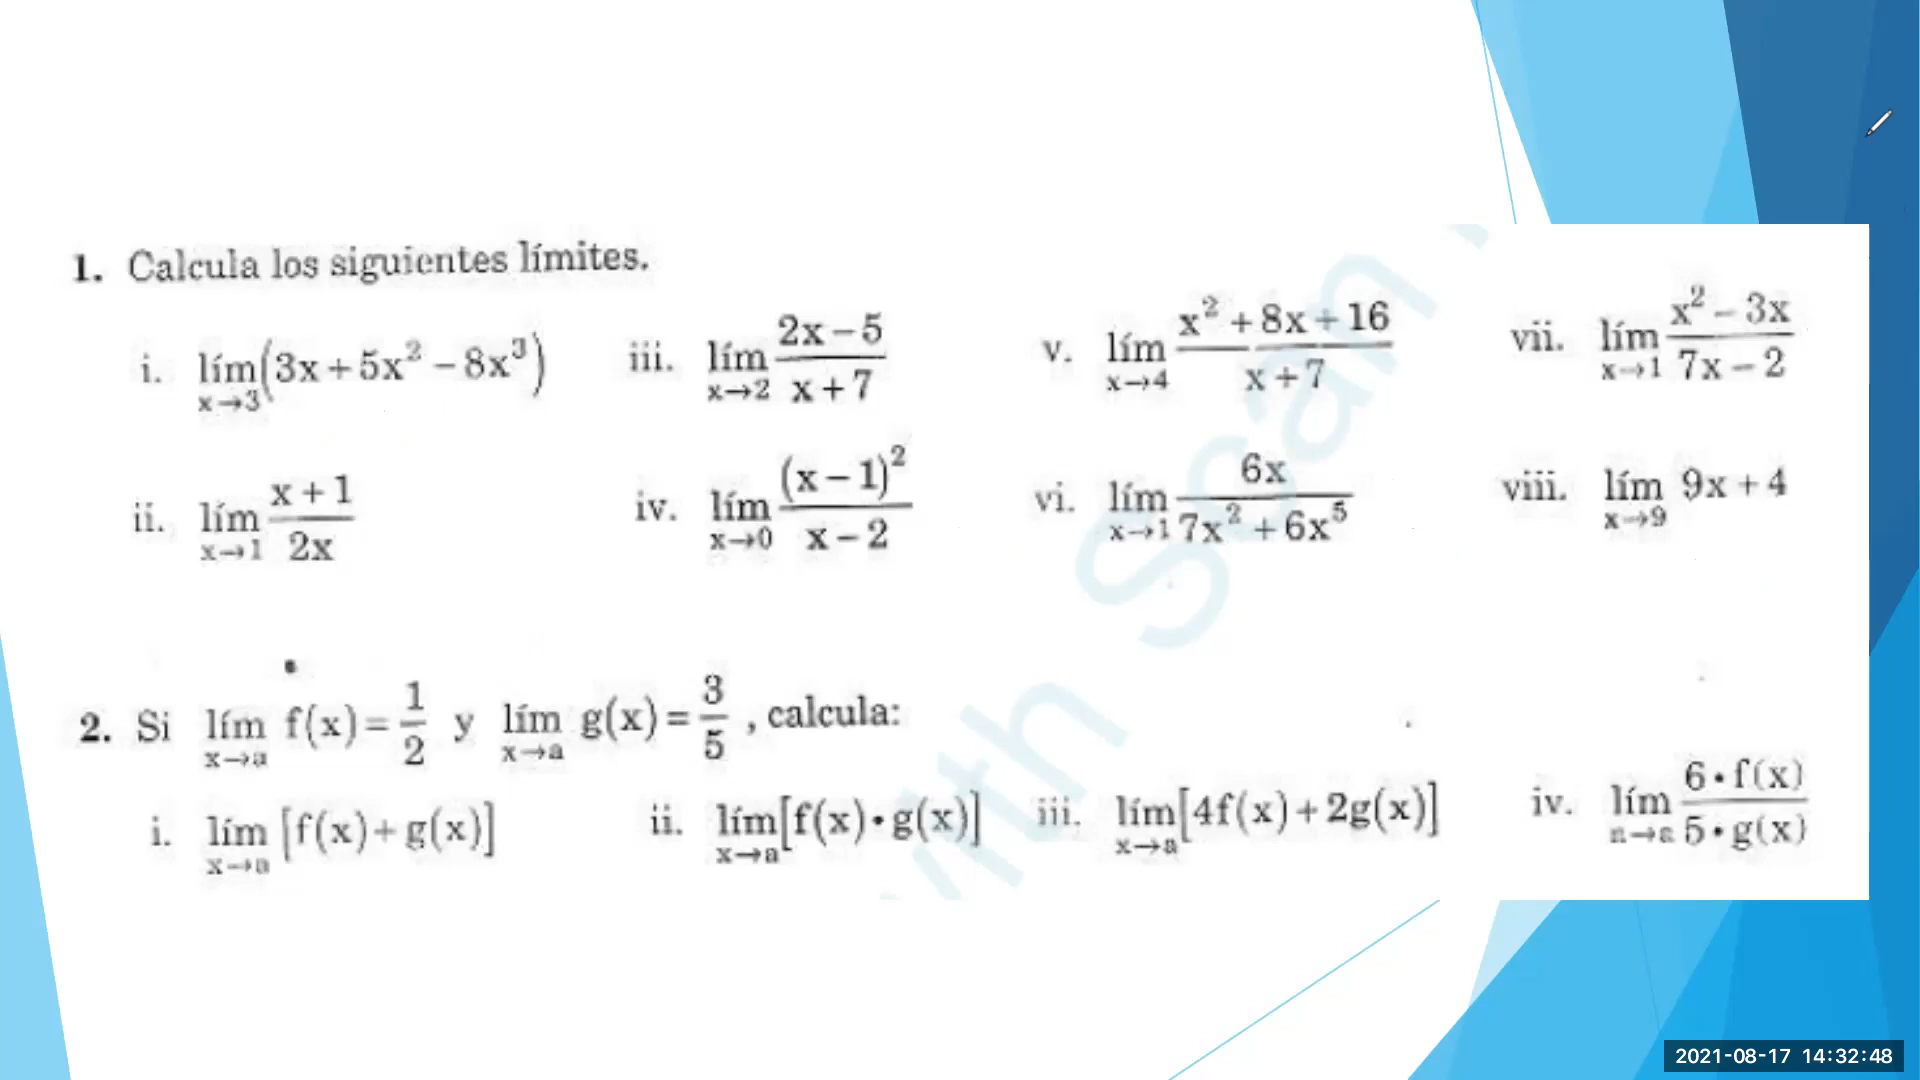 1. Calcula los siguientes límites.
i. lím x→3 (3x + 5x² − 8x³)
iii. lím x→2 (2x − 5)/(x + 7)
v. lím x→4 (x² + 8x + 16)/(x + 7)
vii. lím x→1 (x² − 3x)/(7x − 2)
ii. lím x→1 (x + 1)/(2x)
iv. lím x→0 (x − 1)²/(x − 2)
vi. lím x→1 6x/(7x² + 6x⁵)
viii. lím x→9 9x + 4
2. Si lím x→a f(x) = 1/2 y lím x→a g(x) = 3/5 , calcula:
i. lím x→a [f(x) + g(x)]
ii. lím x→a [f(x) • g(x)]
iii. lím x→a [4f(x) + 2g(x)]
iv. lím (6 • f(x))/(5 • g(x))
Scan
2021-08-17 14:32:48